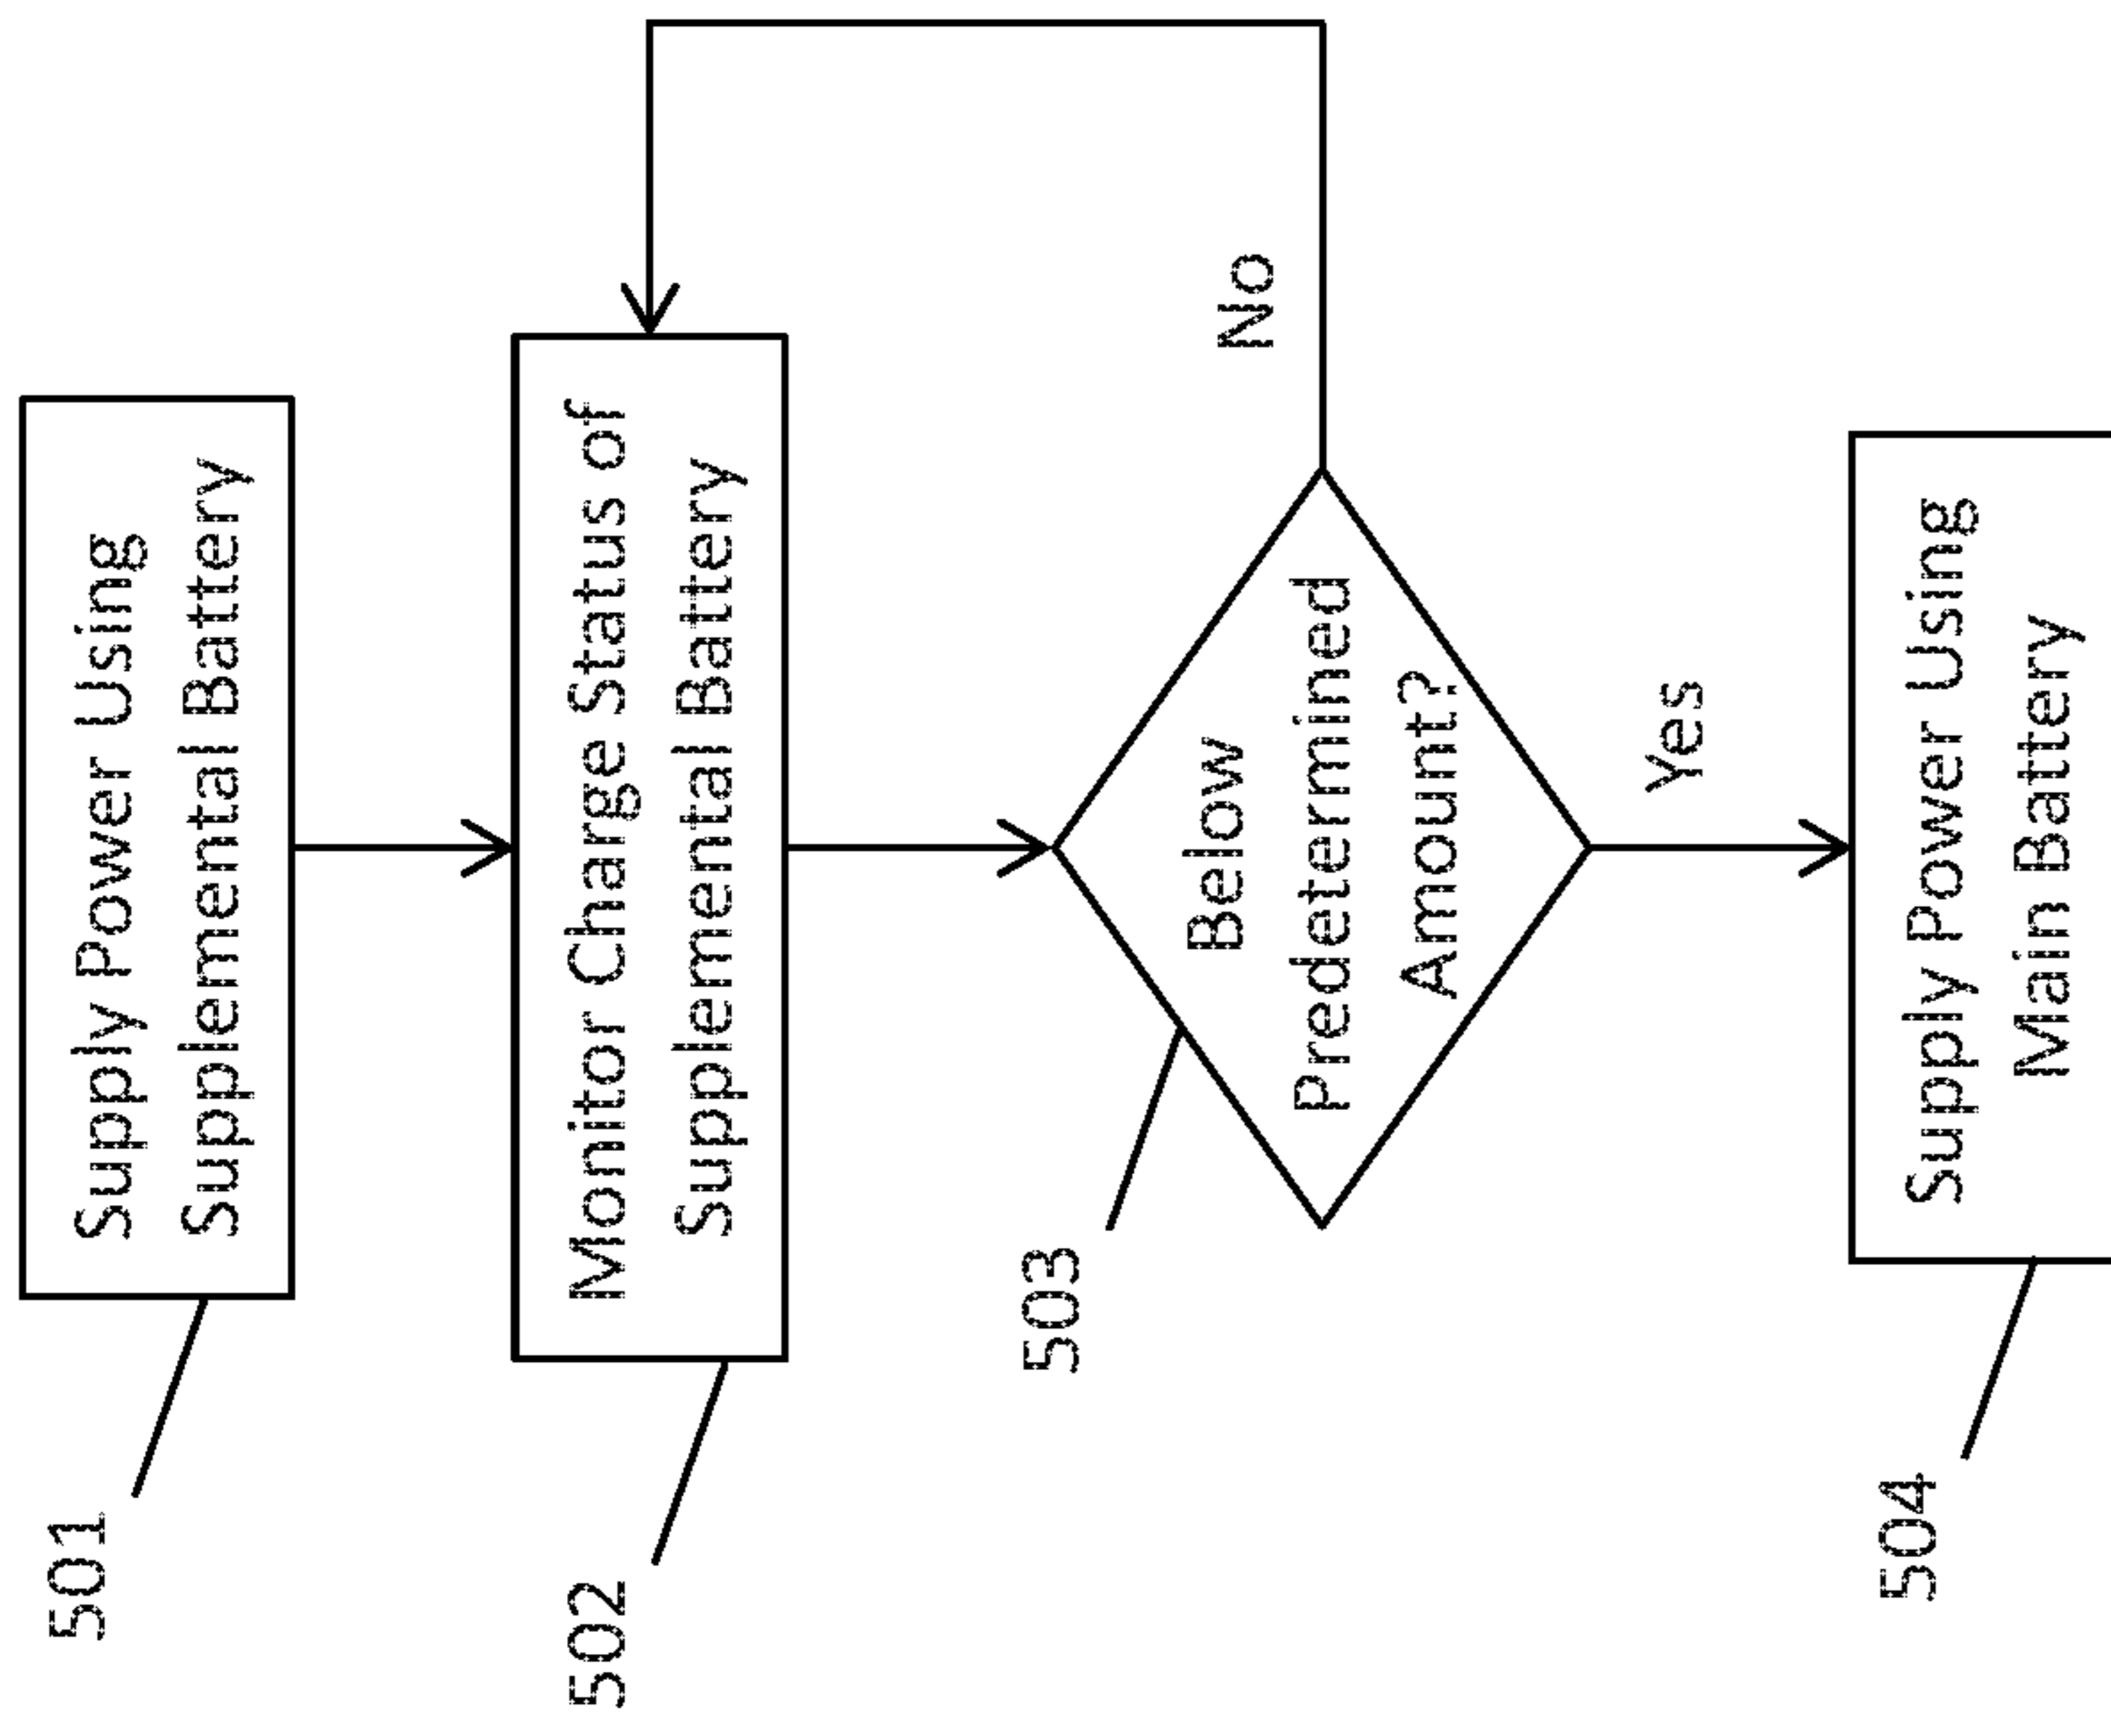 501
Supply Power Using
Supplemental Battery
502
Monitor Charge Status of
Supplemental Battery
503
Below
Predetermined
Amount?
No
Yes
504
Supply Power Using
Main Battery